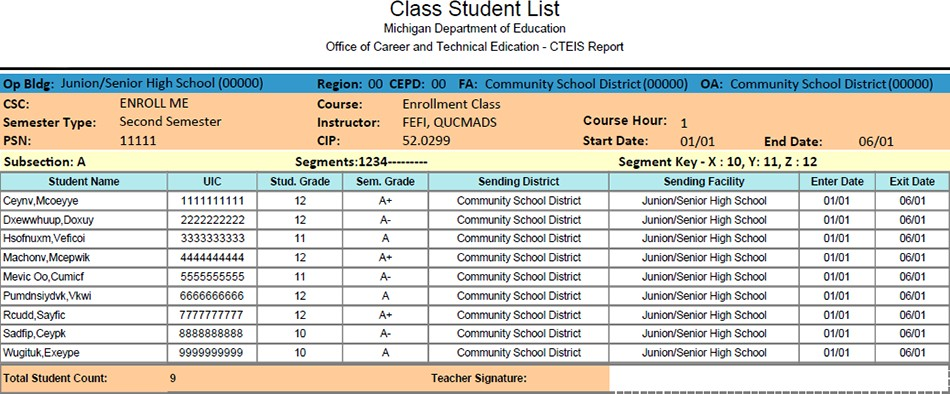 Class Student List
Michigan Department of Education
Office of Career and Technical Edication - CTEIS Report
Op Bldg: Junior/Senior High School (00000) Region: 00 CEPD: 00 FA: Community School District (00000) OA: Community School District (00000)
CSC: ENROLL ME Course: Enrollment Class
Semester Type: Second Semester Instructor: FEFI, QUCMADS Course Hour: 1
PSN: 11111 CIP: 52.0299 Start Date: 01/01 End Date: 06/01
Subsection: A Segments:1234--------- Segment Key - X : 10, Y: 11, Z : 12
Student Name UIC Stud. Grade Sem. Grade Sending District Sending Facility Enter Date Exit Date
Ceynv,Mcoeyye 1111111111 12 A+ Community School District Junior/Senior High School 01/01 06/01
Dxewwhuup,Doxuy 2222222222 12 A- Community School District Junior/Senior High School 01/01 06/01
Hsofnuxm,Veficoi 3333333333 11 A Community School District Junior/Senior High School 01/01 06/01
Machonv,Mcepwik 4444444444 12 A+ Community School District Junior/Senior High School 01/01 06/01
Mevic Oo,Cumicf 5555555555 11 A- Community School District Junior/Senior High School 01/01 06/01
Pumdnsiydvk,Vkwi 6666666666 12 A Community School District Junior/Senior High School 01/01 06/01
Rcudd,Sayfic 7777777777 12 A+ Community School District Junior/Senior High School 01/01 06/01
Sadfip,Ceypk 8888888888 10 A- Community School District Junior/Senior High School 01/01 06/01
Wugituk,Exeype 9999999999 10 A Community School District Junior/Senior High School 01/01 06/01
Total Student Count: 9 Teacher Signature: